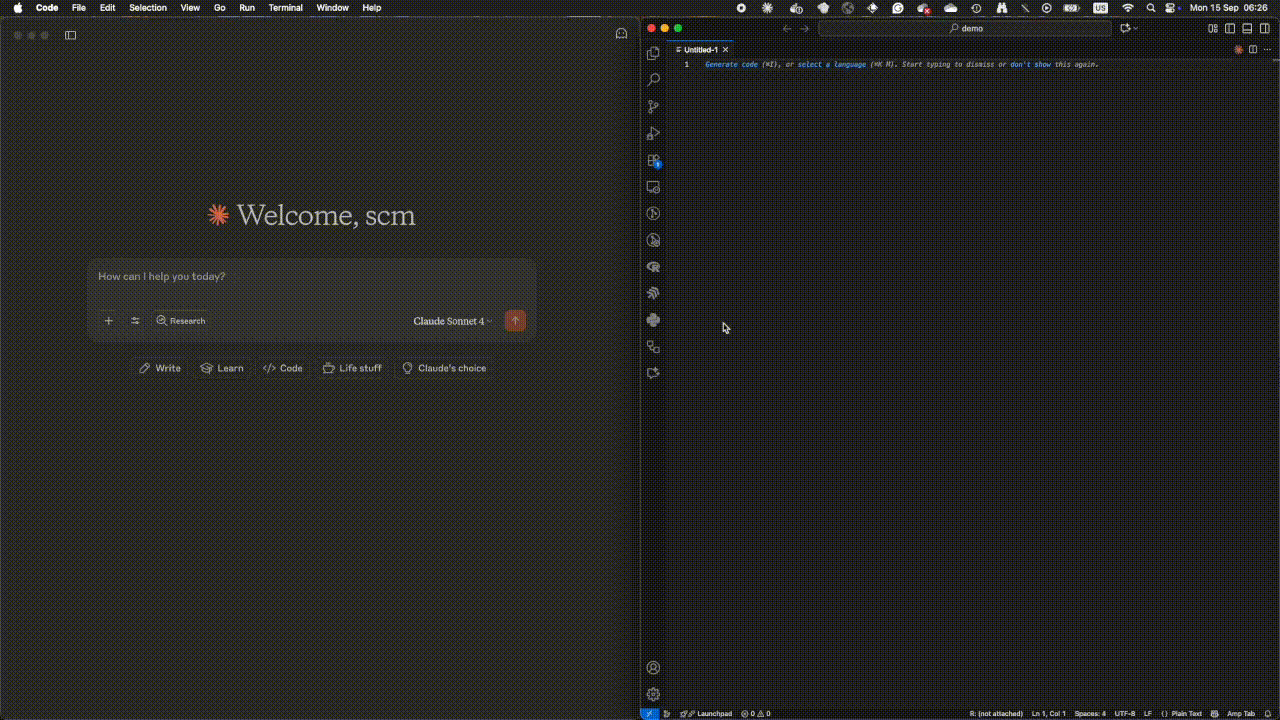 Code File Edit Selection View Go Run Terminal Window Help
US
Mon 15 Sep 06:26
demo
Untitled-1
1 Generate code (⌘I), or select a language (⌘K M). Start typing to dismiss or don't show this again.
Welcome, scm
How can I help you today?
Research
Claude Sonnet 4
Write Learn Code Life stuff Claude's choice
Launchpad 0 0 R: (not attached) Ln 1, Col 1 Spaces: 4 UTF-8 LF {} Plain Text Amp Tab